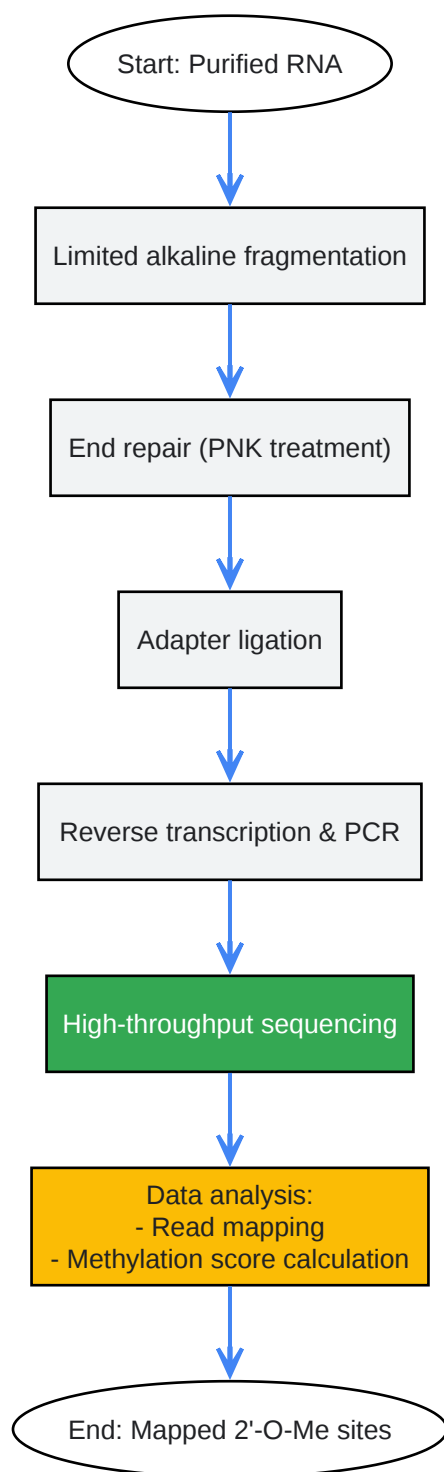 Start: Purified RNA
Limited alkaline fragmentation
End repair (PNK treatment)
Adapter ligation
Reverse transcription & PCR
High-throughput sequencing
Data analysis:
- Read mapping
- Methylation score calculation
End: Mapped 2'-O-Me sites